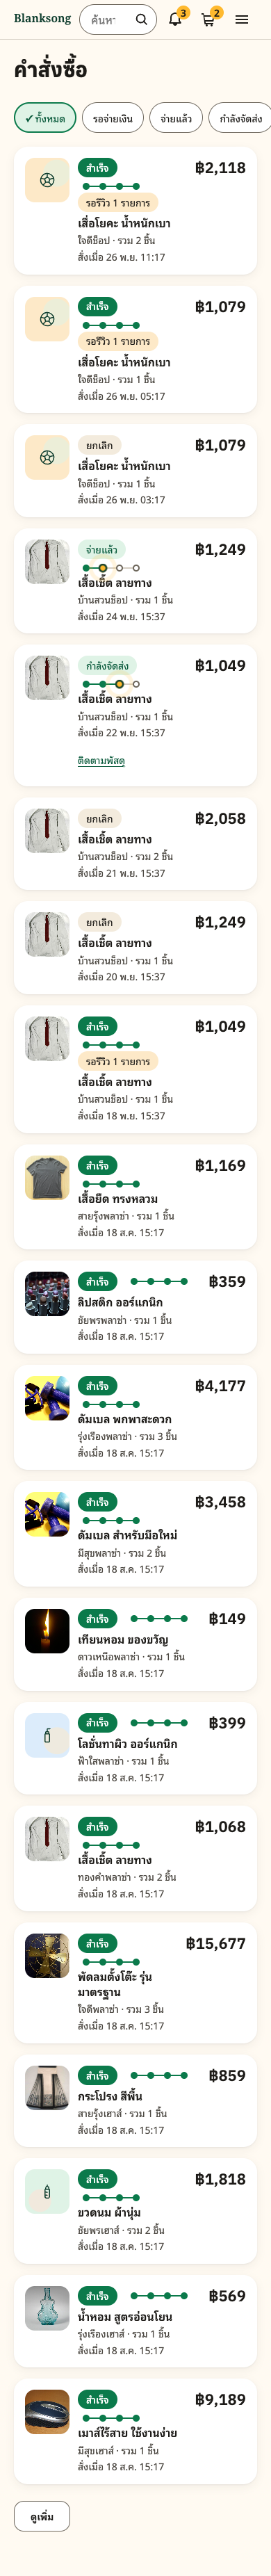 Blanksong
ค้นห
3
2
คำสั่งซื้อ
✓ ทั้งหมด
รอจ่ายเงิน
จ่ายแล้ว
กำลังจัดส่ง
สำเร็จ
฿2,118
รอรีวิว 1 รายการ
เสื่อโยคะ น้ำหนักเบา
ใจดีช็อป · รวม 2 ชิ้น
สั่งเมื่อ 26 พ.ย. 11:17
สำเร็จ
฿1,079
รอรีวิว 1 รายการ
เสื่อโยคะ น้ำหนักเบา
ใจดีช็อป · รวม 1 ชิ้น
สั่งเมื่อ 26 พ.ย. 05:17
ยกเลิก
฿1,079
เสื่อโยคะ น้ำหนักเบา
ใจดีช็อป · รวม 1 ชิ้น
สั่งเมื่อ 26 พ.ย. 03:17
จ่ายแล้ว
฿1,249
เสื้อเชิ้ต ลายทาง
บ้านสวนช็อป · รวม 1 ชิ้น
สั่งเมื่อ 24 พ.ย. 15:37
กำลังจัดส่ง
฿1,049
เสื้อเชิ้ต ลายทาง
บ้านสวนช็อป · รวม 1 ชิ้น
สั่งเมื่อ 22 พ.ย. 15:37
ติดตามพัสดุ
ยกเลิก
฿2,058
เสื้อเชิ้ต ลายทาง
บ้านสวนช็อป · รวม 2 ชิ้น
สั่งเมื่อ 21 พ.ย. 15:37
ยกเลิก
฿1,249
เสื้อเชิ้ต ลายทาง
บ้านสวนช็อป · รวม 1 ชิ้น
สั่งเมื่อ 20 พ.ย. 15:37
สำเร็จ
฿1,049
รอรีวิว 1 รายการ
เสื้อเชิ้ต ลายทาง
บ้านสวนช็อป · รวม 1 ชิ้น
สั่งเมื่อ 18 พ.ย. 15:37
สำเร็จ
฿1,169
เสื้อยืด ทรงหลวม
สายรุ้งพลาซ่า · รวม 1 ชิ้น
สั่งเมื่อ 18 ส.ค. 15:17
สำเร็จ
฿359
ลิปสติก ออร์แกนิก
ชัยพรพลาซ่า · รวม 1 ชิ้น
สั่งเมื่อ 18 ส.ค. 15:17
สำเร็จ
฿4,177
ดัมเบล พกพาสะดวก
รุ่งเรืองพลาซ่า · รวม 3 ชิ้น
สั่งเมื่อ 18 ส.ค. 15:17
สำเร็จ
฿3,458
ดัมเบล สำหรับมือใหม่
มีสุขพลาซ่า · รวม 2 ชิ้น
สั่งเมื่อ 18 ส.ค. 15:17
สำเร็จ
฿149
เทียนหอม ของขวัญ
ดาวเหนือพลาซ่า · รวม 1 ชิ้น
สั่งเมื่อ 18 ส.ค. 15:17
สำเร็จ
฿399
โลชั่นทาผิว ออร์แกนิก
ฟ้าใสพลาซ่า · รวม 1 ชิ้น
สั่งเมื่อ 18 ส.ค. 15:17
สำเร็จ
฿1,068
เสื้อเชิ้ต ลายทาง
ทองคำพลาซ่า · รวม 2 ชิ้น
สั่งเมื่อ 18 ส.ค. 15:17
สำเร็จ
฿15,677
พัดลมตั้งโต๊ะ รุ่น
มาตรฐาน
ใจดีพลาซ่า · รวม 3 ชิ้น
สั่งเมื่อ 18 ส.ค. 15:17
สำเร็จ
฿859
กระโปรง สีพื้น
สายรุ้งเฮาส์ · รวม 1 ชิ้น
สั่งเมื่อ 18 ส.ค. 15:17
สำเร็จ
฿1,818
ขวดนม ผ้านุ่ม
ชัยพรเฮาส์ · รวม 2 ชิ้น
สั่งเมื่อ 18 ส.ค. 15:17
สำเร็จ
฿569
น้ำหอม สูตรอ่อนโยน
รุ่งเรืองเฮาส์ · รวม 1 ชิ้น
สั่งเมื่อ 18 ส.ค. 15:17
สำเร็จ
฿9,189
เมาส์ไร้สาย ใช้งานง่าย
มีสุขเฮาส์ · รวม 1 ชิ้น
สั่งเมื่อ 18 ส.ค. 15:17
ดูเพิ่ม